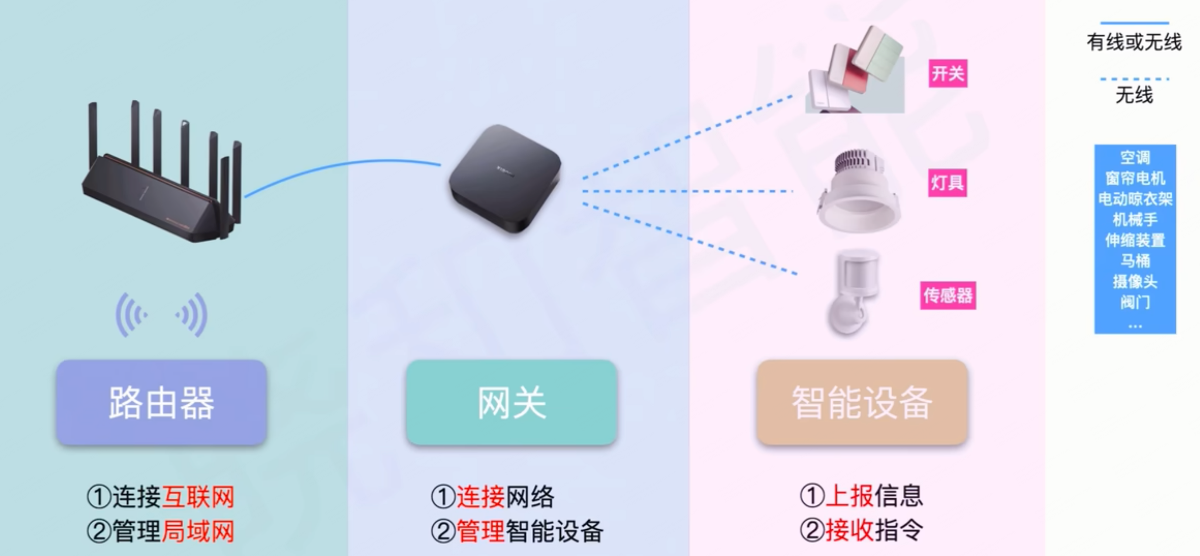 有线或无线
无线
开关
灯具
传感器
空调
窗帘电机
电动晾衣架
机械手
伸缩装置
马桶
摄像头
阀门
...
路由器
网关
智能设备
①连接互联网
②管理局域网
①连接网络
②管理智能设备
①上报信息
②接收指令